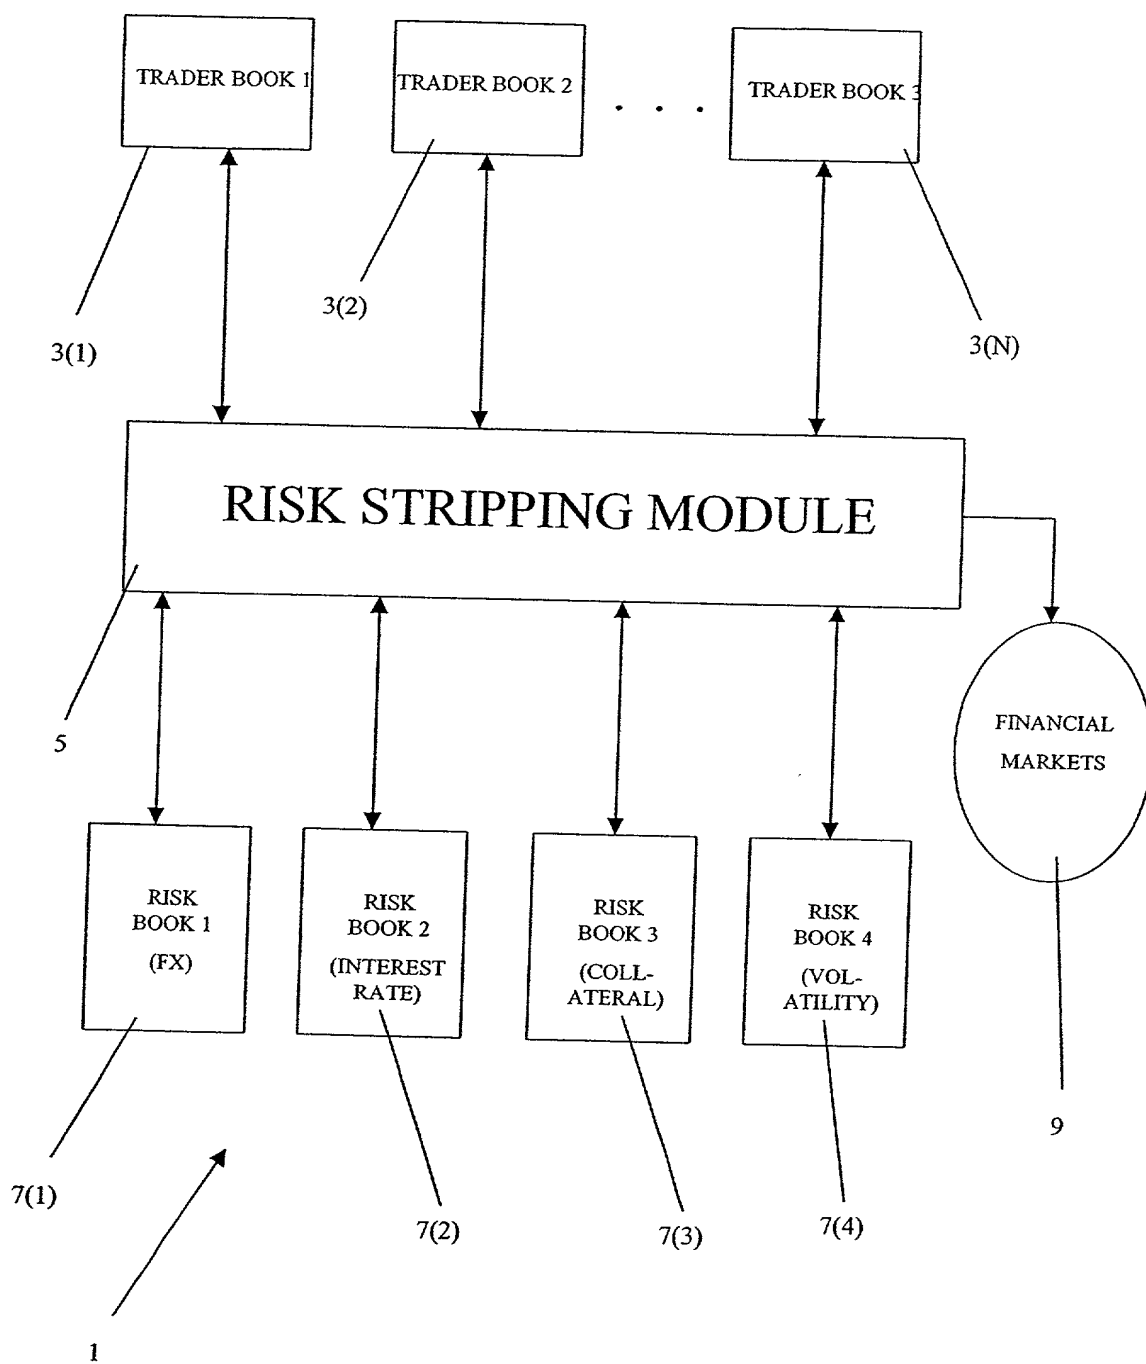 TRADER BOOK 1
TRADER BOOK 2
. . .
TRADER BOOK 3
3(1)
3(2)
3(N)
RISK STRIPPING MODULE
5
FINANCIAL
MARKETS
RISK
BOOK 1
(FX)
RISK
BOOK 2
(INTEREST
RATE)
RISK
BOOK 3
(COLL-
ATERAL)
RISK
BOOK 4
(VOL-
ATILITY)
9
7(1)
7(2)
7(3)
7(4)
1